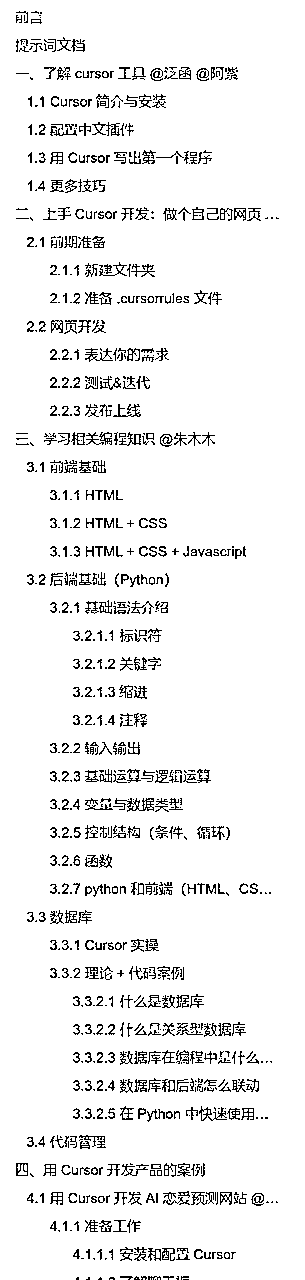 前言
提示词文档
一、了解 cursor 工具 @泛函 @阿紫
1.1 Cursor 简介与安装
1.2 配置中文插件
1.3 用 Cursor 写出第一个程序
1.4 更多技巧
二、上手 Cursor 开发：做个自己的网页 ...
2.1 前期准备
2.1.1 新建文件夹
2.1.2 准备 .cursorrules 文件
2.2 网页开发
2.2.1 表达你的需求
2.2.2 测试&迭代
2.2.3 发布上线
三、学习相关编程知识 @朱木木
3.1 前端基础
3.1.1 HTML
3.1.2 HTML + CSS
3.1.3 HTML + CSS + Javascript
3.2 后端基础（Python）
3.2.1 基础语法介绍
3.2.1.1 标识符
3.2.1.2 关键字
3.2.1.3 缩进
3.2.1.4 注释
3.2.2 输入输出
3.2.3 基础运算与逻辑运算
3.2.4 变量与数据类型
3.2.5 控制结构（条件、循环）
3.2.6 函数
3.2.7 python 和前端（HTML、CS...
3.3 数据库
3.3.1 Cursor 实操
3.3.2 理论 + 代码案例
3.3.2.1 什么是数据库
3.3.2.2 什么是关系型数据库
3.3.2.3 数据库在编程中是什么...
3.3.2.4 数据库和后端怎么联动
3.3.2.5 在 Python 中快速使用...
3.4 代码管理
四、用 Cursor 开发产品的案例
4.1 用 Cursor 开发 AI 恋爱预测网站 @...
4.1.1 准备工作
4.1.1.1 安装和配置 Cursor